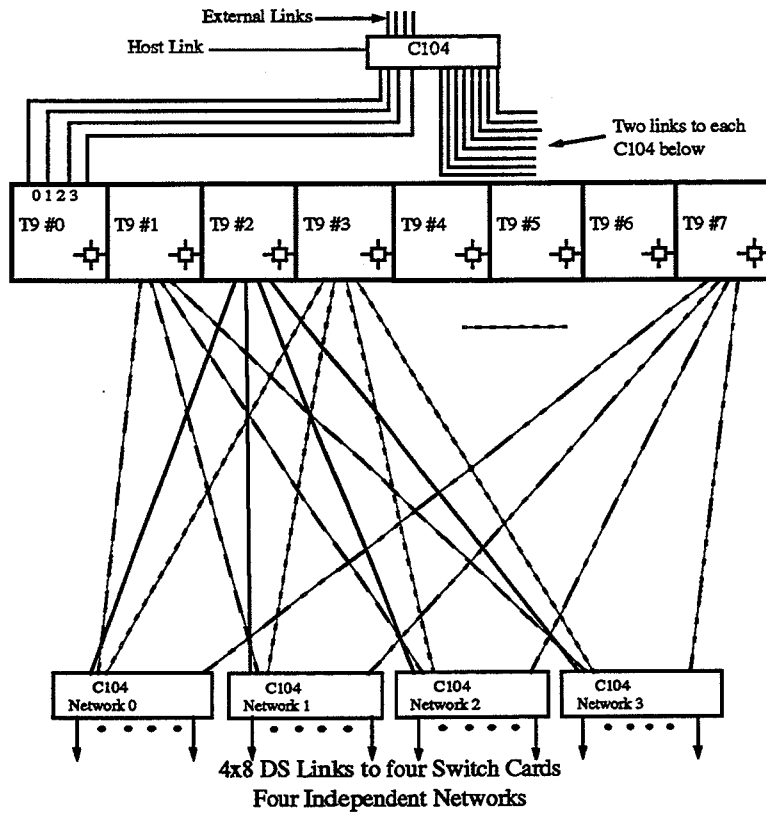 External Links
Host Link
C104
Two links to each
C104 below
0 1 2 3
T9 #0
T9 #1
T9 #2
T9 #3
T9 #4
T9 #5
T9 #6
T9 #7
C104
Network 0
C104
Network 1
C104
Network 2
C104
Network 3
4x8 DS Links to four Switch Cards
Four Independent Networks